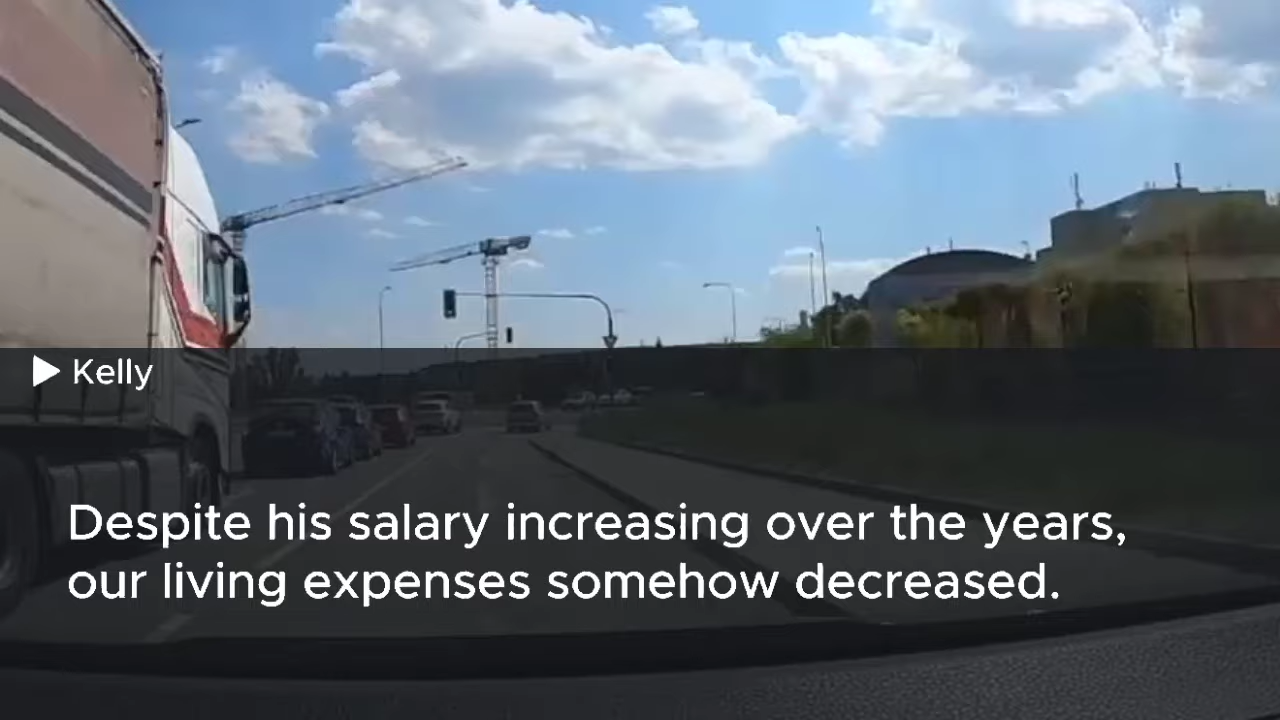 ▶ Kelly
Despite his salary increasing over the years,
our living expenses somehow decreased.